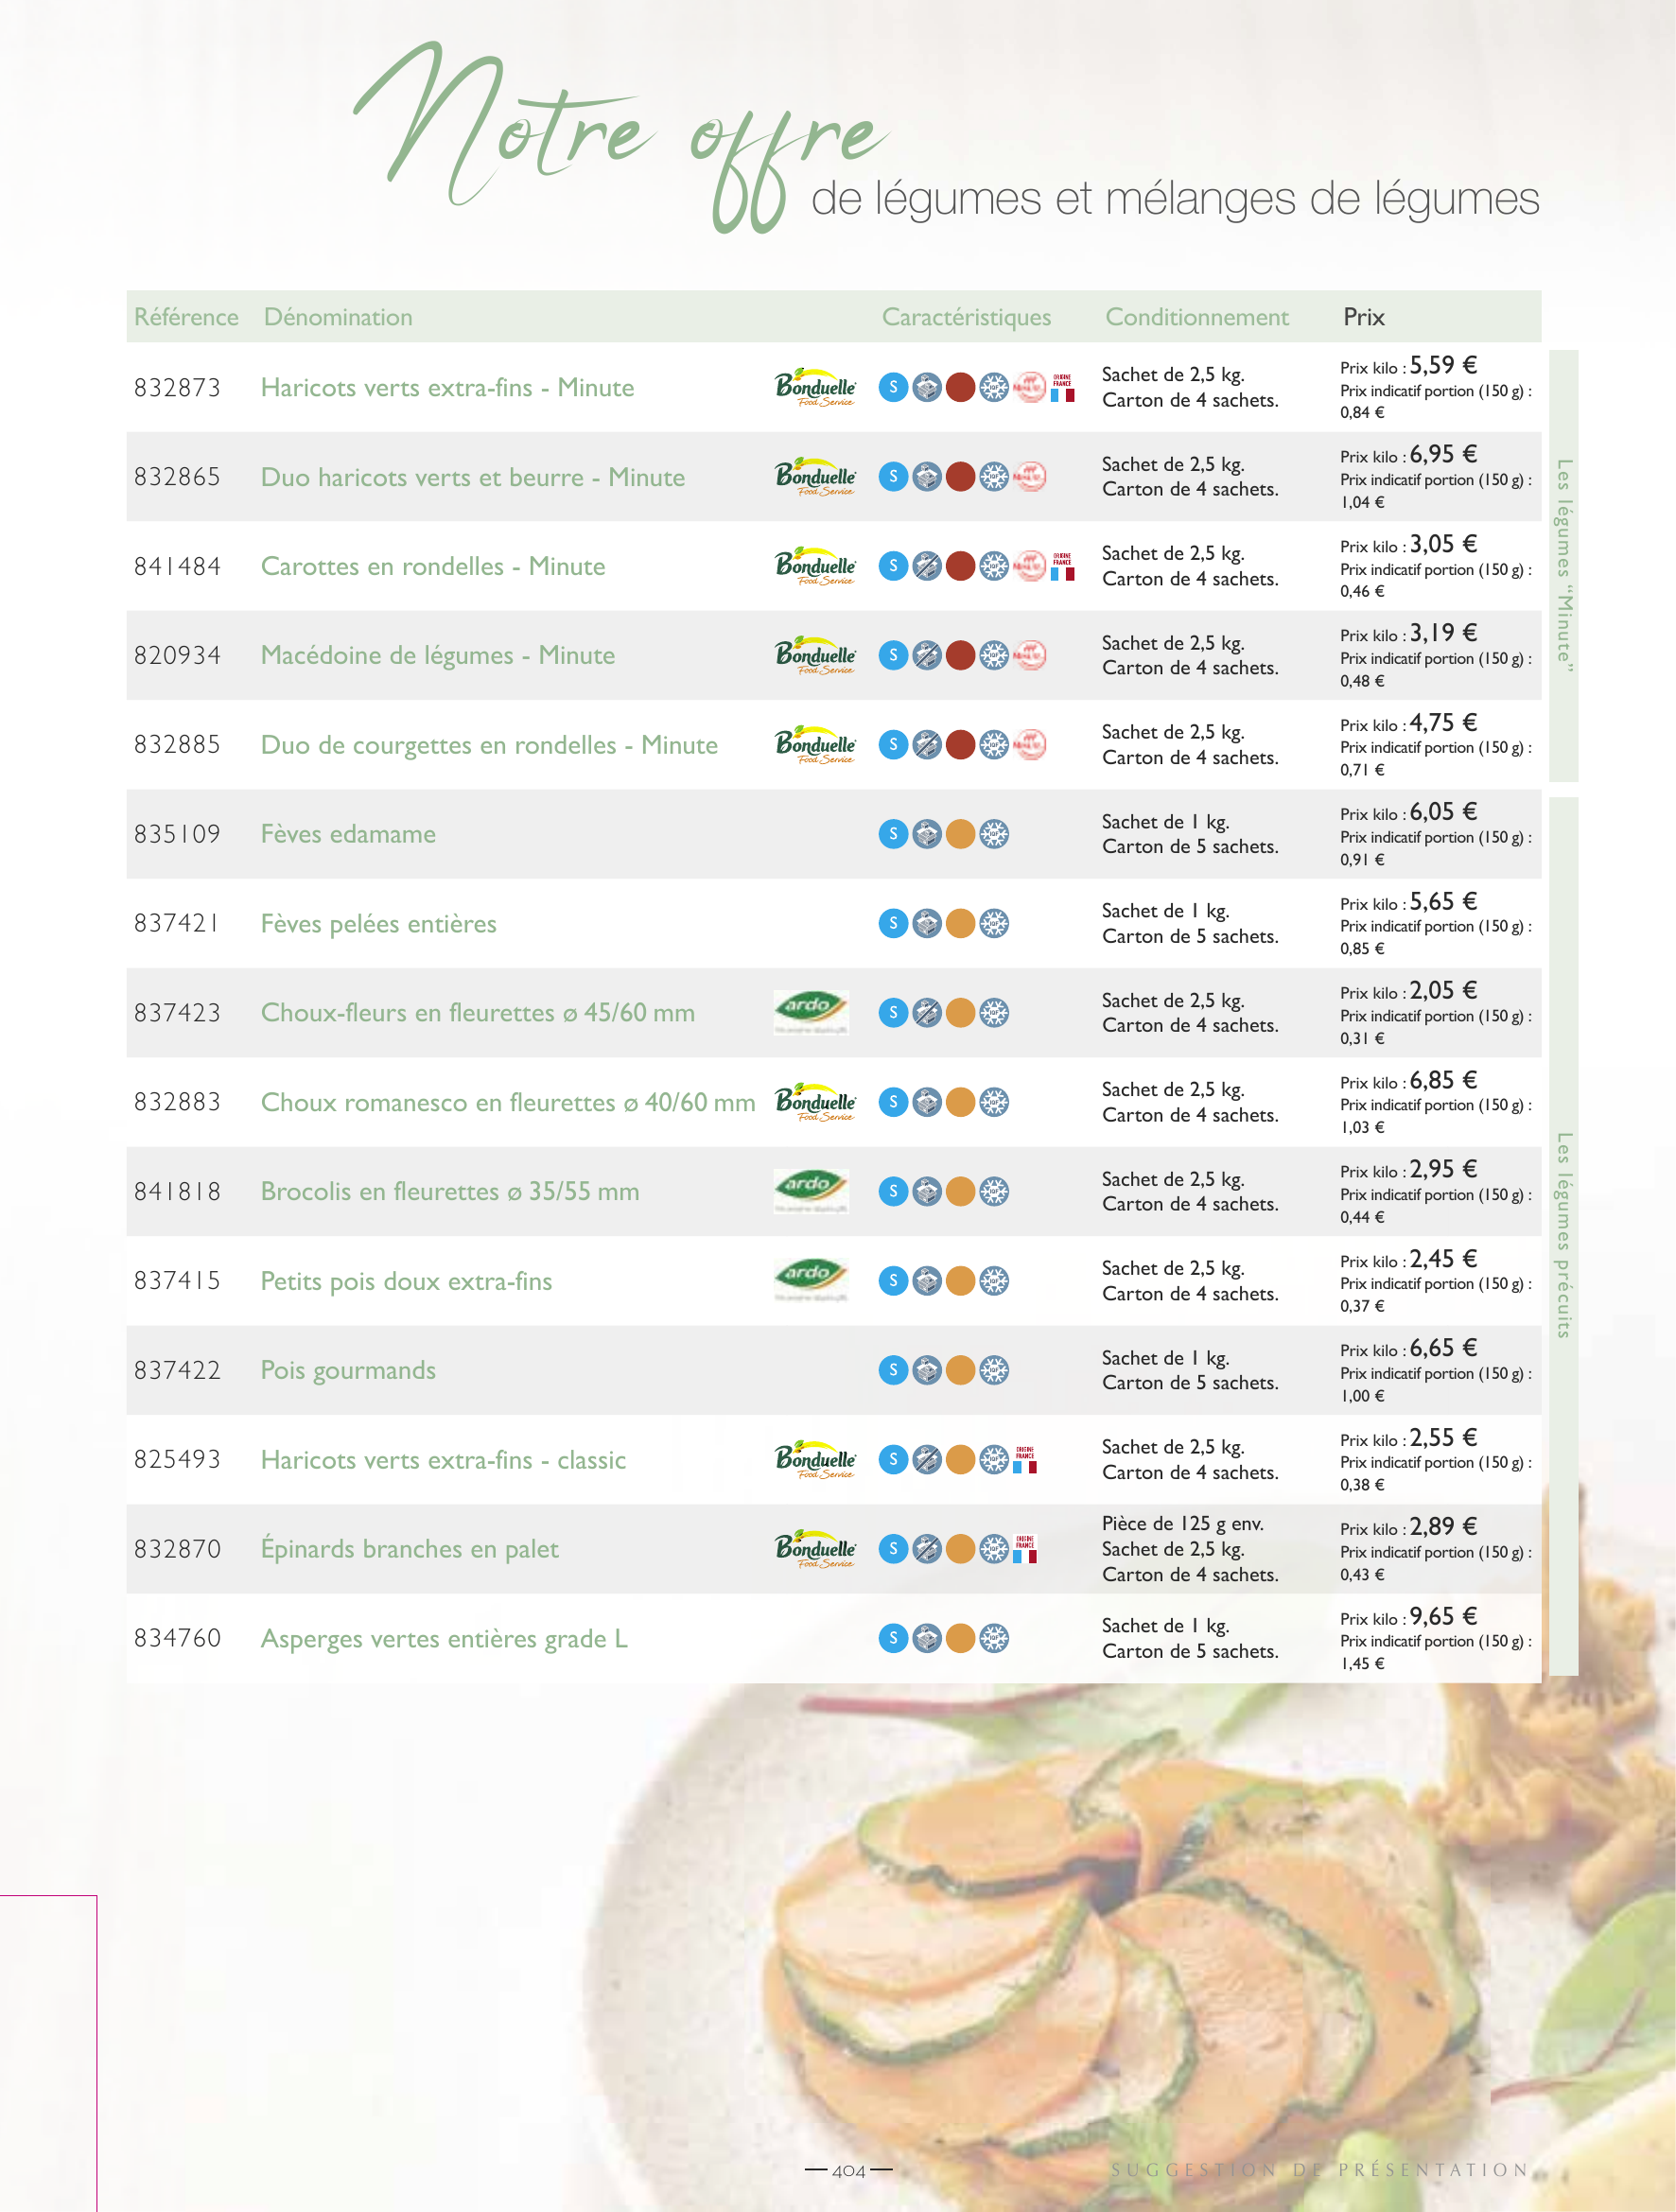 Notre offre
de légumes et mélanges de légumes
Référence Dénomination Caractéristiques Conditionnement Prix
832873 Haricots verts extra-fins - Minute Bonduelle Food Service S ORIGINE FRANCE Sachet de 2,5 kg. Carton de 4 sachets. Prix kilo : 5,59 € Prix indicatif portion (150 g) : 0,84 €
832865 Duo haricots verts et beurre - Minute Bonduelle Food Service S Sachet de 2,5 kg. Carton de 4 sachets. Prix kilo : 6,95 € Prix indicatif portion (150 g) : 1,04 €
841484 Carottes en rondelles - Minute Bonduelle Food Service S ORIGINE FRANCE Sachet de 2,5 kg. Carton de 4 sachets. Prix kilo : 3,05 € Prix indicatif portion (150 g) : 0,46 €
820934 Macédoine de légumes - Minute Bonduelle Food Service S Sachet de 2,5 kg. Carton de 4 sachets. Prix kilo : 3,19 € Prix indicatif portion (150 g) : 0,48 €
832885 Duo de courgettes en rondelles - Minute Bonduelle Food Service S Sachet de 2,5 kg. Carton de 4 sachets. Prix kilo : 4,75 € Prix indicatif portion (150 g) : 0,71 €
Les légumes “Minute”
835109 Fèves edamame S Sachet de 1 kg. Carton de 5 sachets. Prix kilo : 6,05 € Prix indicatif portion (150 g) : 0,91 €
837421 Fèves pelées entières S Sachet de 1 kg. Carton de 5 sachets. Prix kilo : 5,65 € Prix indicatif portion (150 g) : 0,85 €
837423 Choux-fleurs en fleurettes ø 45/60 mm ardo S Sachet de 2,5 kg. Carton de 4 sachets. Prix kilo : 2,05 € Prix indicatif portion (150 g) : 0,31 €
832883 Choux romanesco en fleurettes ø 40/60 mm Bonduelle Food Service S Sachet de 2,5 kg. Carton de 4 sachets. Prix kilo : 6,85 € Prix indicatif portion (150 g) : 1,03 €
841818 Brocolis en fleurettes ø 35/55 mm ardo S Sachet de 2,5 kg. Carton de 4 sachets. Prix kilo : 2,95 € Prix indicatif portion (150 g) : 0,44 €
837415 Petits pois doux extra-fins ardo S Sachet de 2,5 kg. Carton de 4 sachets. Prix kilo : 2,45 € Prix indicatif portion (150 g) : 0,37 €
837422 Pois gourmands S Sachet de 1 kg. Carton de 5 sachets. Prix kilo : 6,65 € Prix indicatif portion (150 g) : 1,00 €
825493 Haricots verts extra-fins - classic Bonduelle Food Service S ORIGINE FRANCE Sachet de 2,5 kg. Carton de 4 sachets. Prix kilo : 2,55 € Prix indicatif portion (150 g) : 0,38 €
832870 Épinards branches en palet Bonduelle Food Service S ORIGINE FRANCE Pièce de 125 g env. Sachet de 2,5 kg. Carton de 4 sachets. Prix kilo : 2,89 € Prix indicatif portion (150 g) : 0,43 €
834760 Asperges vertes entières grade L S Sachet de 1 kg. Carton de 5 sachets. Prix kilo : 9,65 € Prix indicatif portion (150 g) : 1,45 €
Les légumes précuits
404
SUGGESTION DE PRÉSENTATION